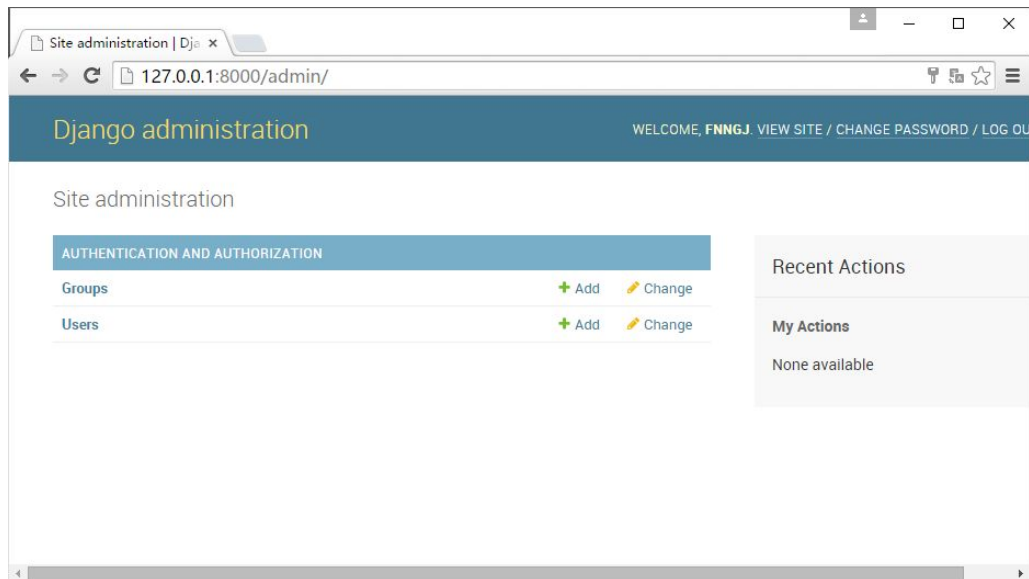 Site administration | Dja
127.0.0.1:8000/admin/
Django administration
WELCOME, FNNGJ. VIEW SITE / CHANGE PASSWORD / LOG OU
Site administration
AUTHENTICATION AND AUTHORIZATION
Groups + Add Change
Users + Add Change
Recent Actions
My Actions
None available